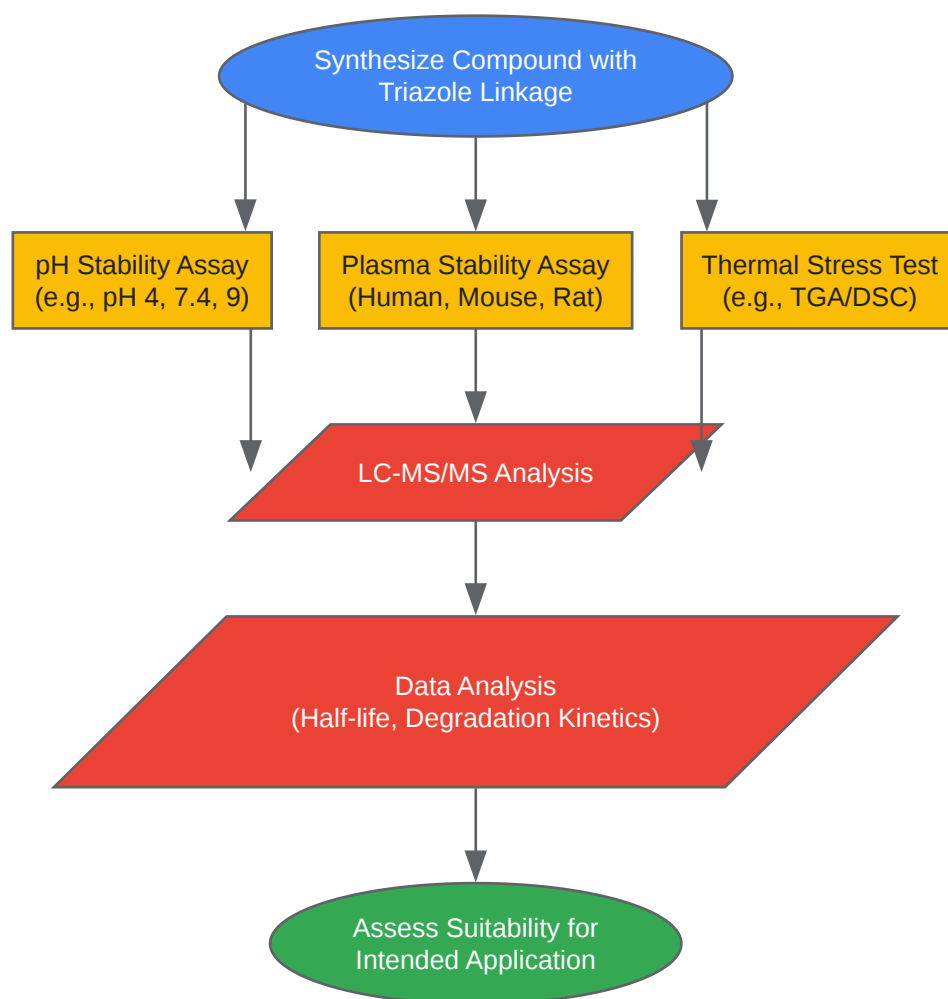 Synthesize Compound with
Triazole Linkage
pH Stability Assay
(e.g., pH 4, 7.4, 9)
Plasma Stability Assay
(Human, Mouse, Rat)
Thermal Stress Test
(e.g., TGA/DSC)
LC-MS/MS Analysis
Data Analysis
(Half-life, Degradation Kinetics)
Assess Suitability for
Intended Application